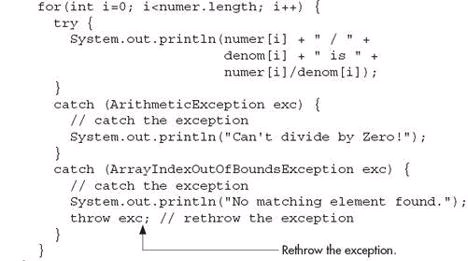 for(int i=0; i<numer.length; i++) {
try {
System.out.println(numer[i] + " / " +
denom[i] + " is " +
numer[i]/denom[i]);
}
catch (ArithmeticException exc) {
// catch the exception
System.out.println("Can't divide by Zero!");
}
catch (ArrayIndexOutOfBoundsException exc) {
// catch the exception
System.out.println("No matching element found.");
throw exc; // rethrow the exception
}
}
Rethrow the exception.